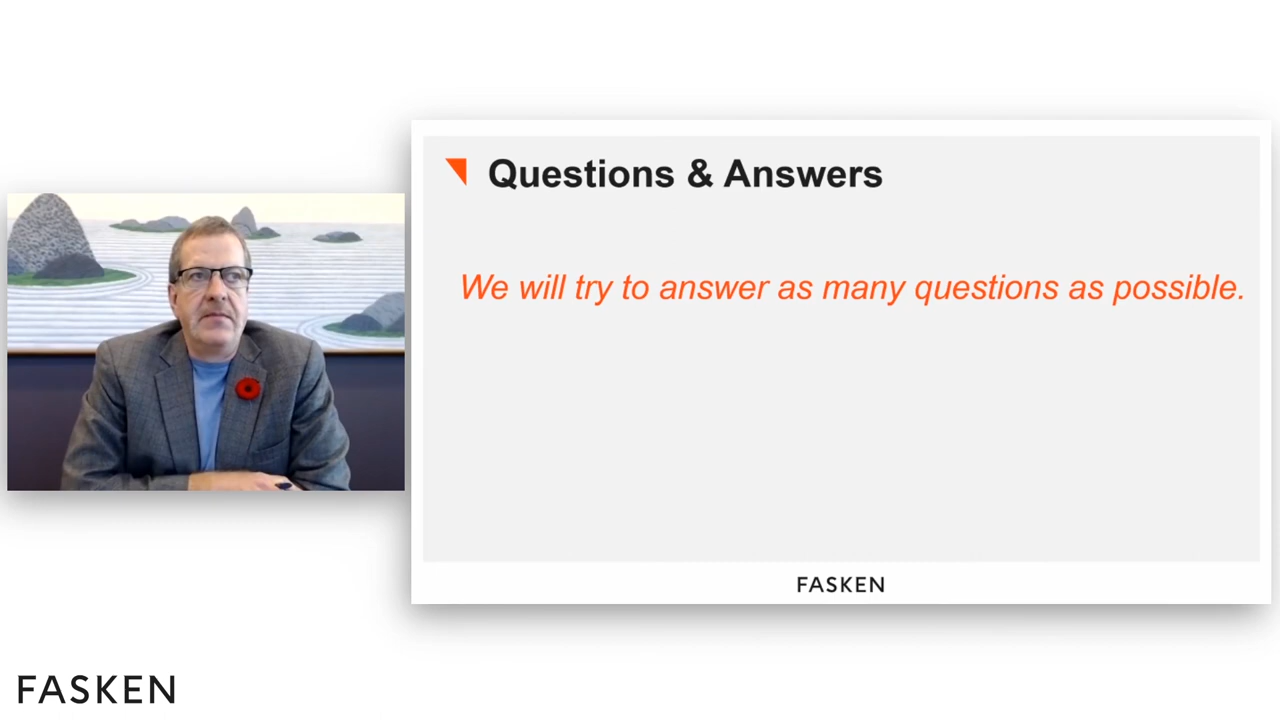 Questions & Answers
We will try to answer as many questions as possible.
FASKEN
FASKEN